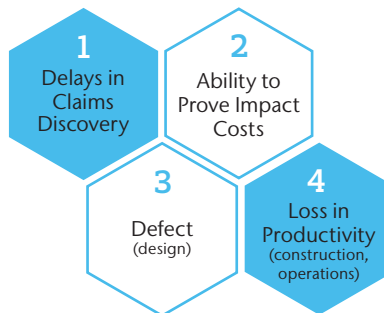 1
Delays in
Claims
Discovery
2
Ability to
Prove Impact
Costs
3
Defect
(design)
4
Loss in
Productivity
(construction,
operations)